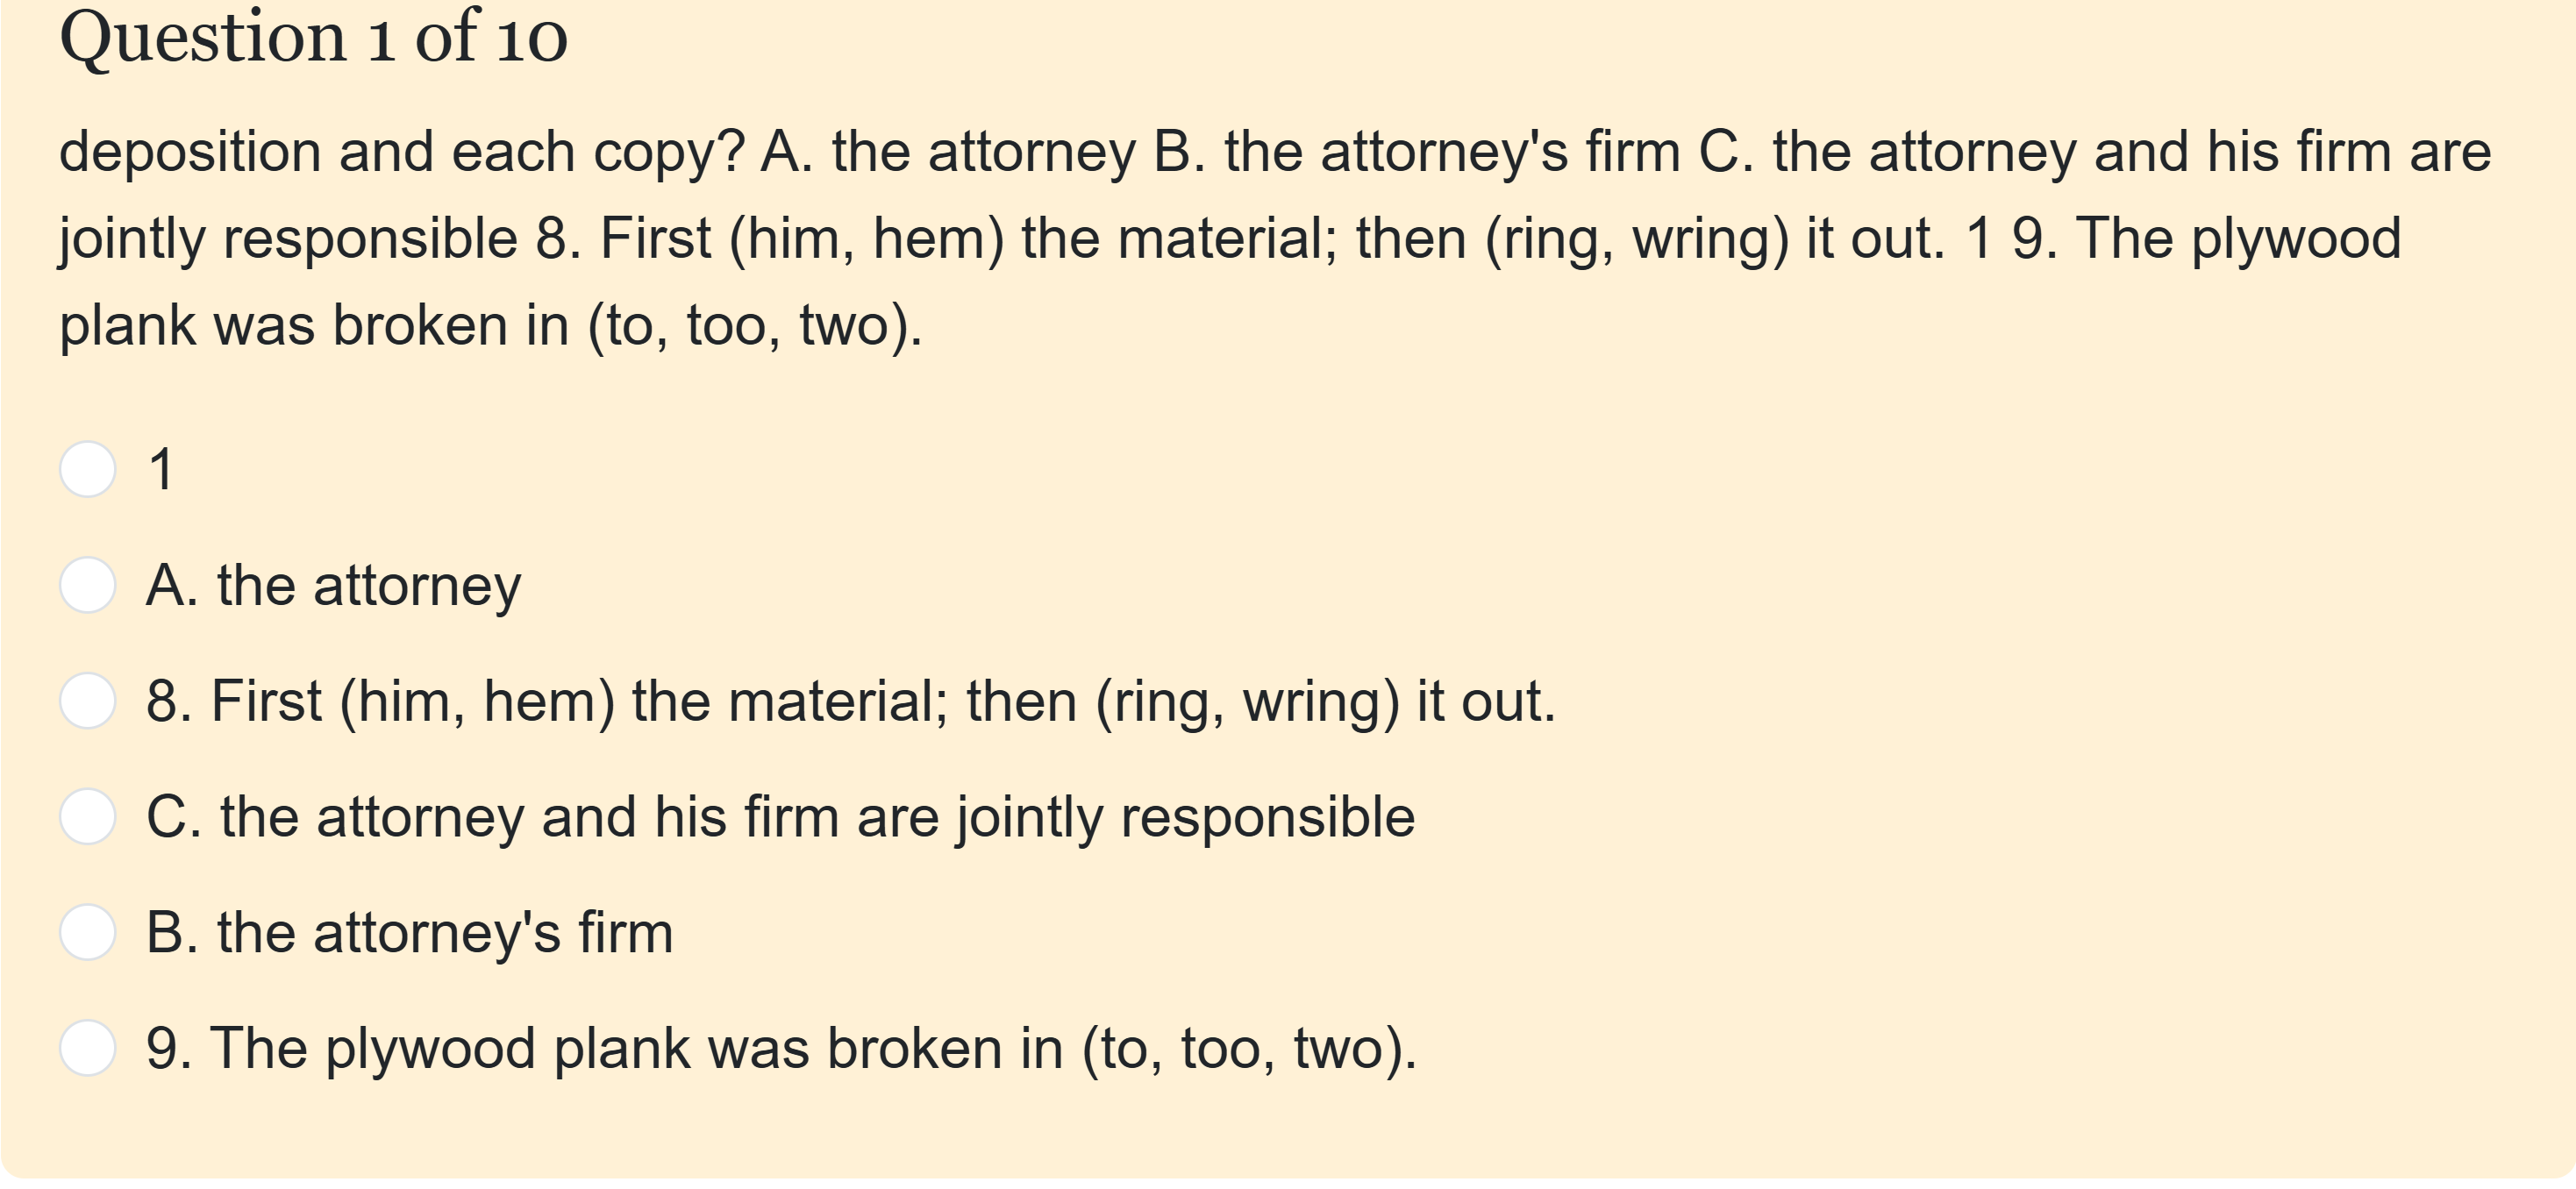 Question 1 of 10
deposition and each copy? A. the attorney B. the attorney's firm C. the attorney and his firm are
jointly responsible 8. First (him, hem) the material; then (ring, wring) it out. 1 9. The plywood
plank was broken in (to, too, two).
1
A. the attorney
8. First (him, hem) the material; then (ring, wring) it out.
C. the attorney and his firm are jointly responsible
B. the attorney's firm
9. The plywood plank was broken in (to, too, two).